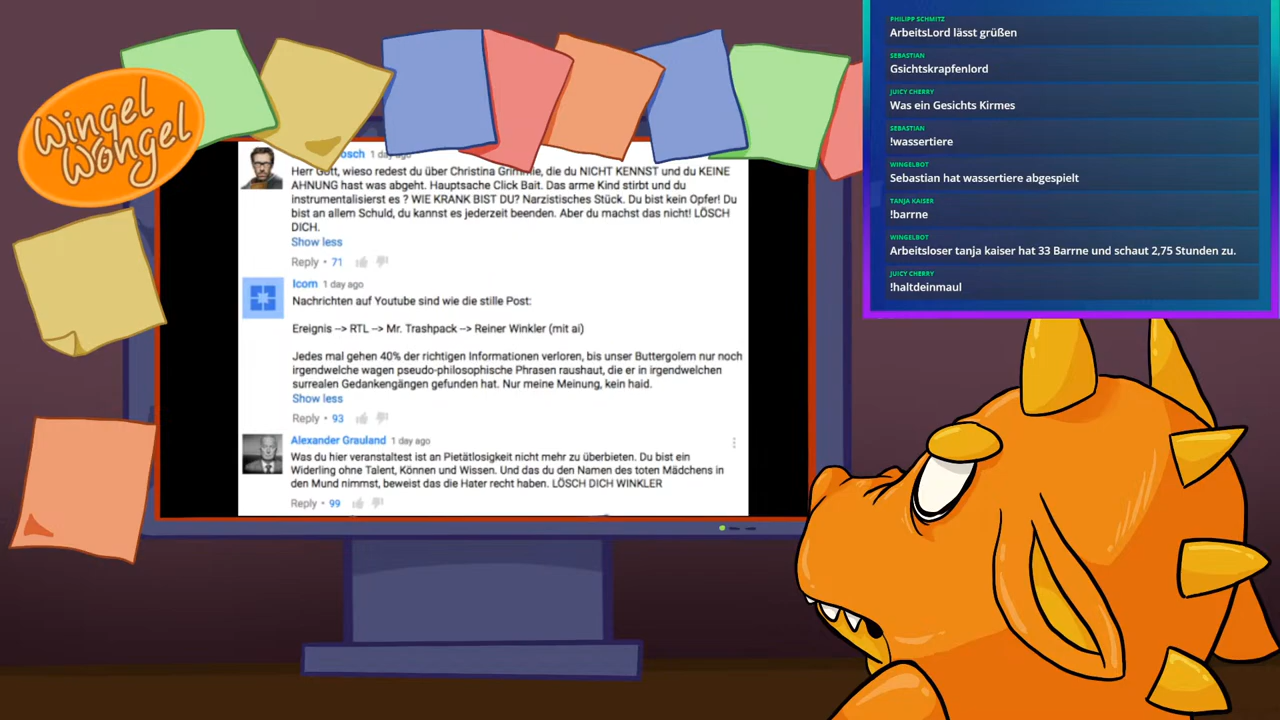 Wingel
Wongel
osch 1 day ago
Herr Gott, wieso redest du über Christina Grimmie, die du NICHT KENNST und du KEINE
AHNUNG hast was abgeht. Hauptsache Click Bait. Das arme Kind stirbt und du
instrumentalisierst es ? WIE KRANK BIST DU? Narzistisches Stück. Du bist kein Opfer! Du
bist an allem Schuld, du kannst es jederzeit beenden. Aber du machst das nicht! LÖSCH
DICH.
Show less
Reply • 71
Icom 1 day ago
Nachrichten auf Youtube sind wie die stille Post:
Ereignis --> RTL --> Mr. Trashpack --> Reiner Winkler (mit ai)
Jedes mal gehen 40% der richtigen Informationen verloren, bis unser Buttergolem nur noch
irgendwelche wagen pseudo-philosophische Phrasen raushaut, die er in irgendwelchen
surrealen Gedankengängen gefunden hat. Nur meine Meinung, kein haid.
Show less
Reply • 93
Alexander Grauland 1 day ago
Was du hier veranstaltest ist an Pietätlosigkeit nicht mehr zu überbieten. Du bist ein
Widerling ohne Talent, Können und Wissen. Und das du den Namen des toten Mädchens in
den Mund nimmst, beweist das die Hater recht haben. LÖSCH DICH WINKLER
Reply • 99
PHILIPP SCHMITZ
ArbeitsLord lässt grüßen
SEBASTIAN
Gsichtskrapfenlord
JUICY CHERRY
Was ein Gesichts Kirmes
SEBASTIAN
!wassertiere
WINGELBOT
Sebastian hat wassertiere abgespielt
TANJA KAISER
!barrne
WINGELBOT
Arbeitsloser tanja kaiser hat 33 Barrne und schaut 2,75 Stunden zu.
JUICY CHERRY
!haltdeinmaul